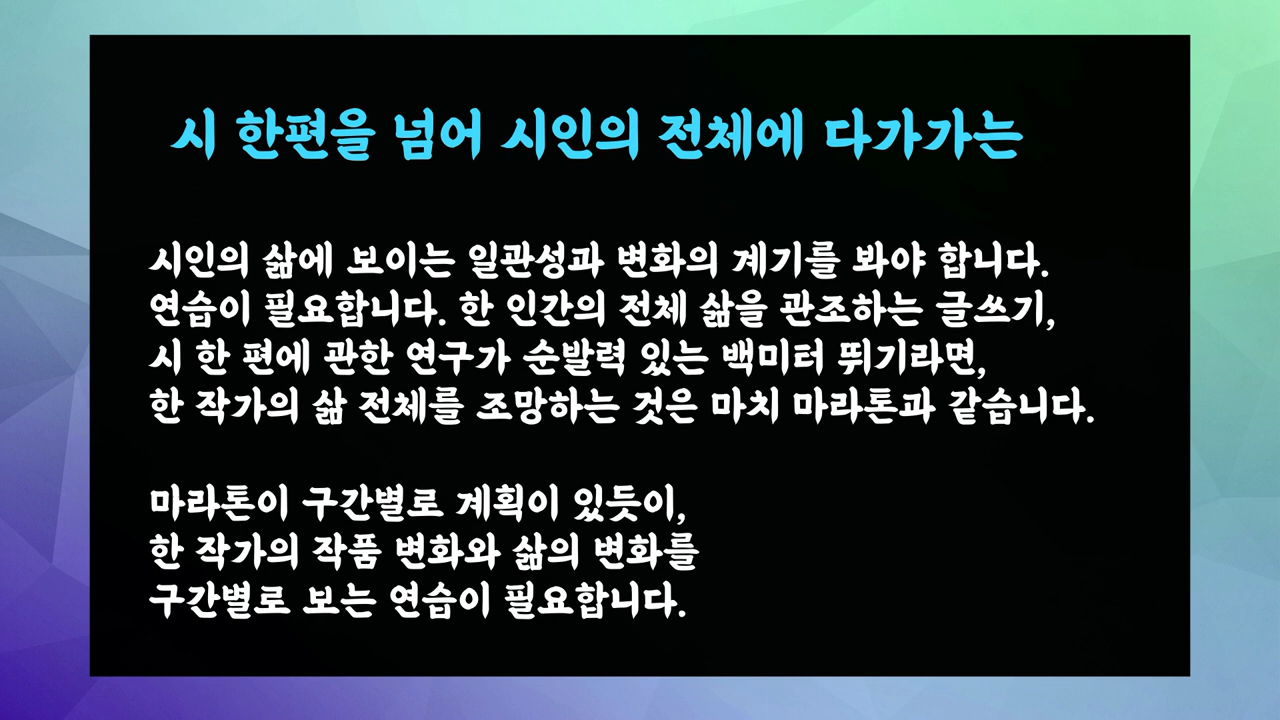 시 한편을 넘어 시인의 전체에 다가가는
시인의 삶에 보이는 일관성과 변화의 계기를 봐야 합니다.
연습이 필요합니다. 한 인간의 전체 삶을 관조하는 글쓰기,
시 한 편에 관한 연구가 순발력 있는 백미터 뛰기라면,
한 작가의 삶 전체를 조망하는 것은 마치 마라톤과 같습니다.
마라톤이 구간별로 계획이 있듯이,
한 작가의 작품 변화와 삶의 변화를
구간별로 보는 연습이 필요합니다.